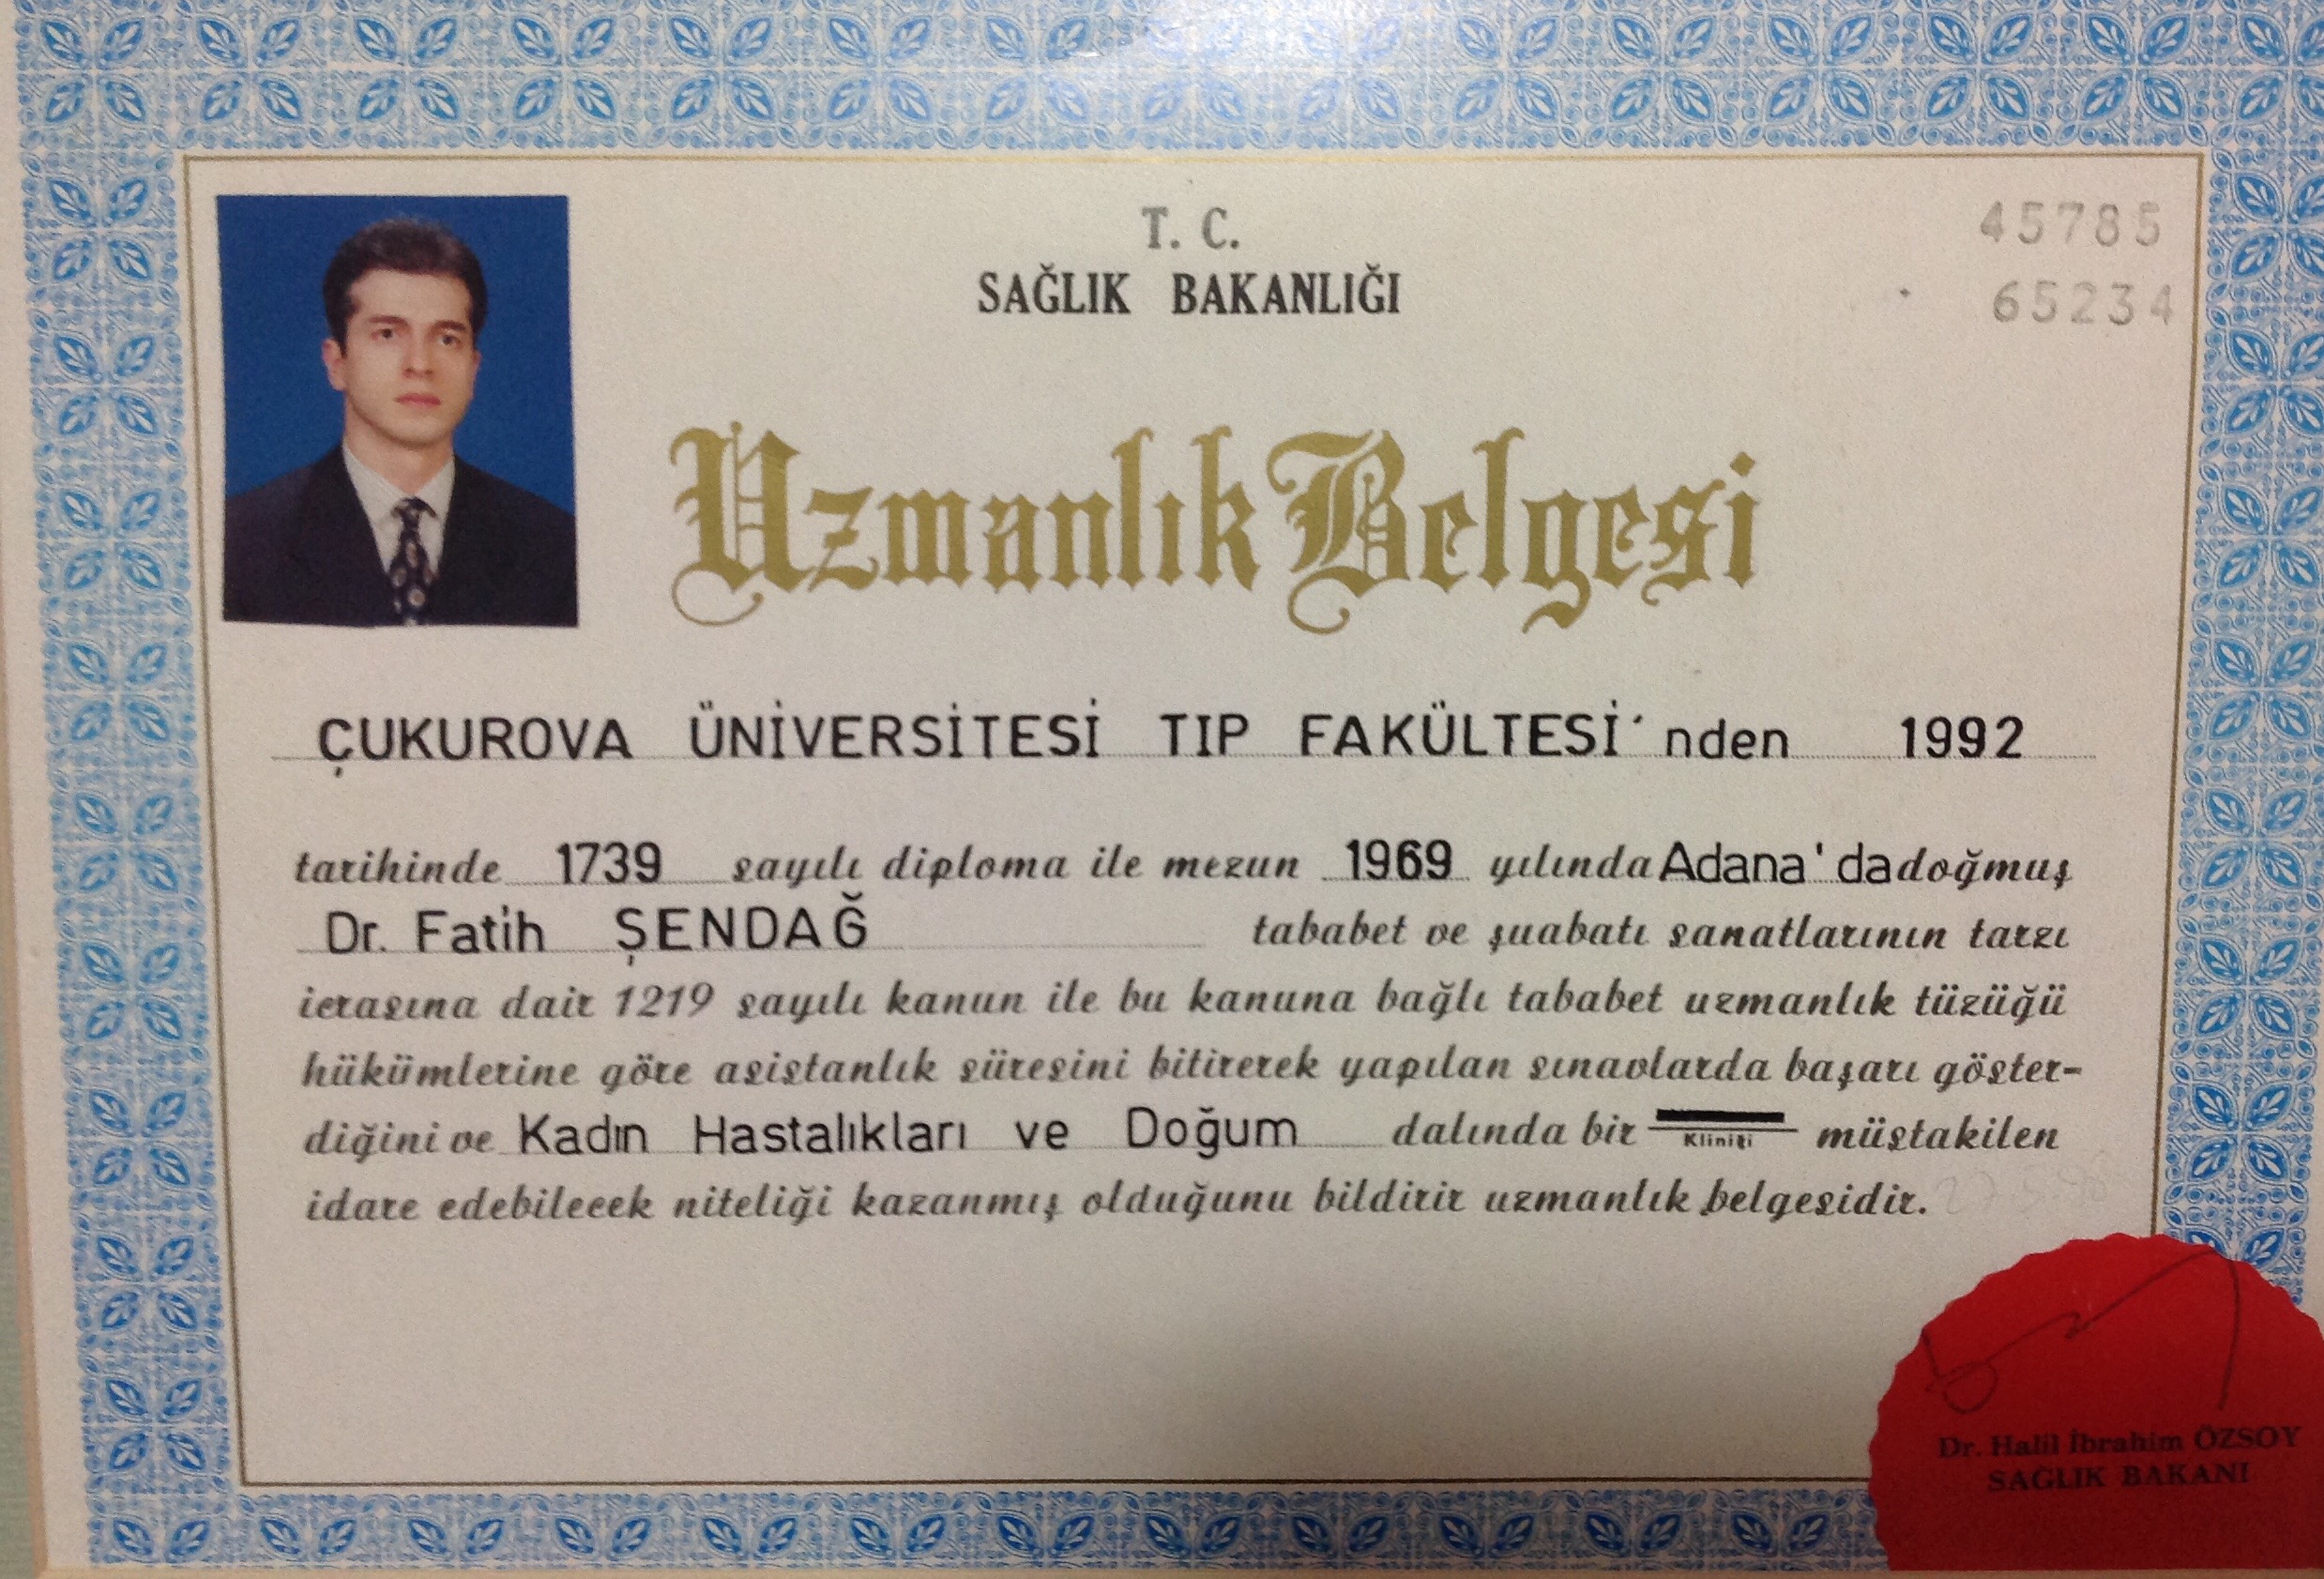 T. C.
SAĞLIK BAKANLIĞI
45785
65234
Uzmanlık Belgesi
ÇUKUROVA ÜNİVERSİTESİ TIP FAKÜLTESİ'nden 1992
tarihinde 1739 sayılı diploma ile mezun 1969 yılında Adana'da doğmuş
Dr. Fatih ŞENDAĞ tababet ve şuabatı sanatlarının tarzı
icrasına dair 1219 sayılı kanun ile bu kanuna bağlı tababet uzmanlık tüzüğü
hükümlerine göre asistanlık süresini bitirerek yapılan sınavlarda başarı göster-
diğini ve Kadın Hastalıkları ve Doğum dalında bir Kliniği müstakilen
idare edebilecek niteliği kazanmış olduğunu bildirir uzmanlık belgesidir.
Dr. Halil İbrahim ÖZSOY
SAĞLIK BAKANI